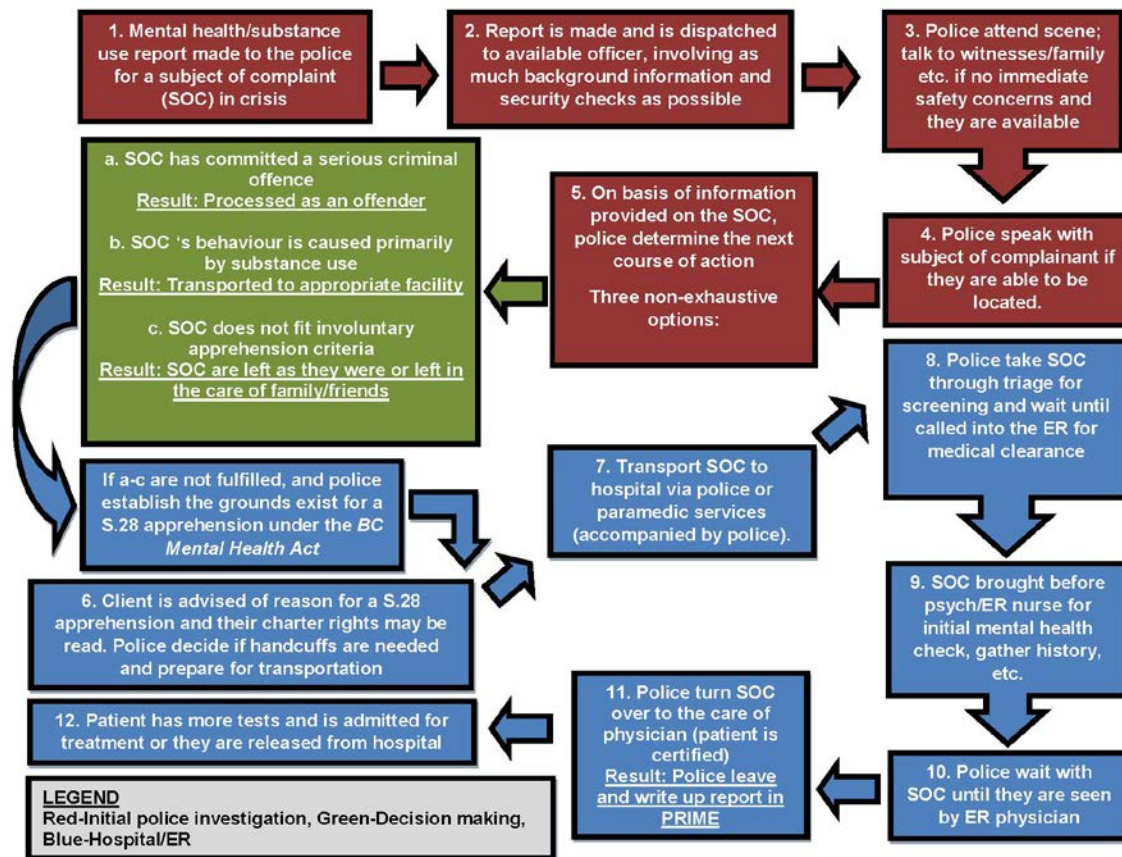 1. Mental health/substance
use report made to the police
for a subject of complaint
(SOC) in crisis
2. Report is made and is dispatched
to available officer, involving as
much background information and
security checks as possible
3. Police attend scene;
talk to witnesses/family
etc. if no immediate
safety concerns and
they are available
4. Police speak with
subject of complainant if
they are able to be
located.
5. On basis of information
provided on the SOC,
police determine the next
course of action
Three non-exhaustive
options:
a. SOC has committed a serious criminal
offence
Result: Processed as an offender
b. SOC ‘s behaviour is caused primarily
by substance use
Result: Transported to appropriate facility
c. SOC does not fit involuntary
apprehension criteria
Result: SOC are left as they were or left in
the care of family/friends
If a-c are not fulfilled, and police
establish the grounds exist for a
S.28 apprehension under the BC
Mental Health Act
6. Client is advised of reason for a S.28
apprehension and their charter rights may be
read. Police decide if handcuffs are needed
and prepare for transportation
7. Transport SOC to
hospital via police or
paramedic services
(accompanied by police).
8. Police take SOC
through triage for
screening and wait until
called into the ER for
medical clearance
9. SOC brought before
psych/ER nurse for
initial mental health
check, gather history,
etc.
10. Police wait with
SOC until they are seen
by ER physician
11. Police turn SOC
over to the care of
physician (patient is
certified)
Result: Police leave
and write up report in
PRIME
12. Patient has more tests and is admitted for
treatment or they are released from hospital
LEGEND
Red-Initial police investigation, Green-Decision making,
Blue-Hospital/ER